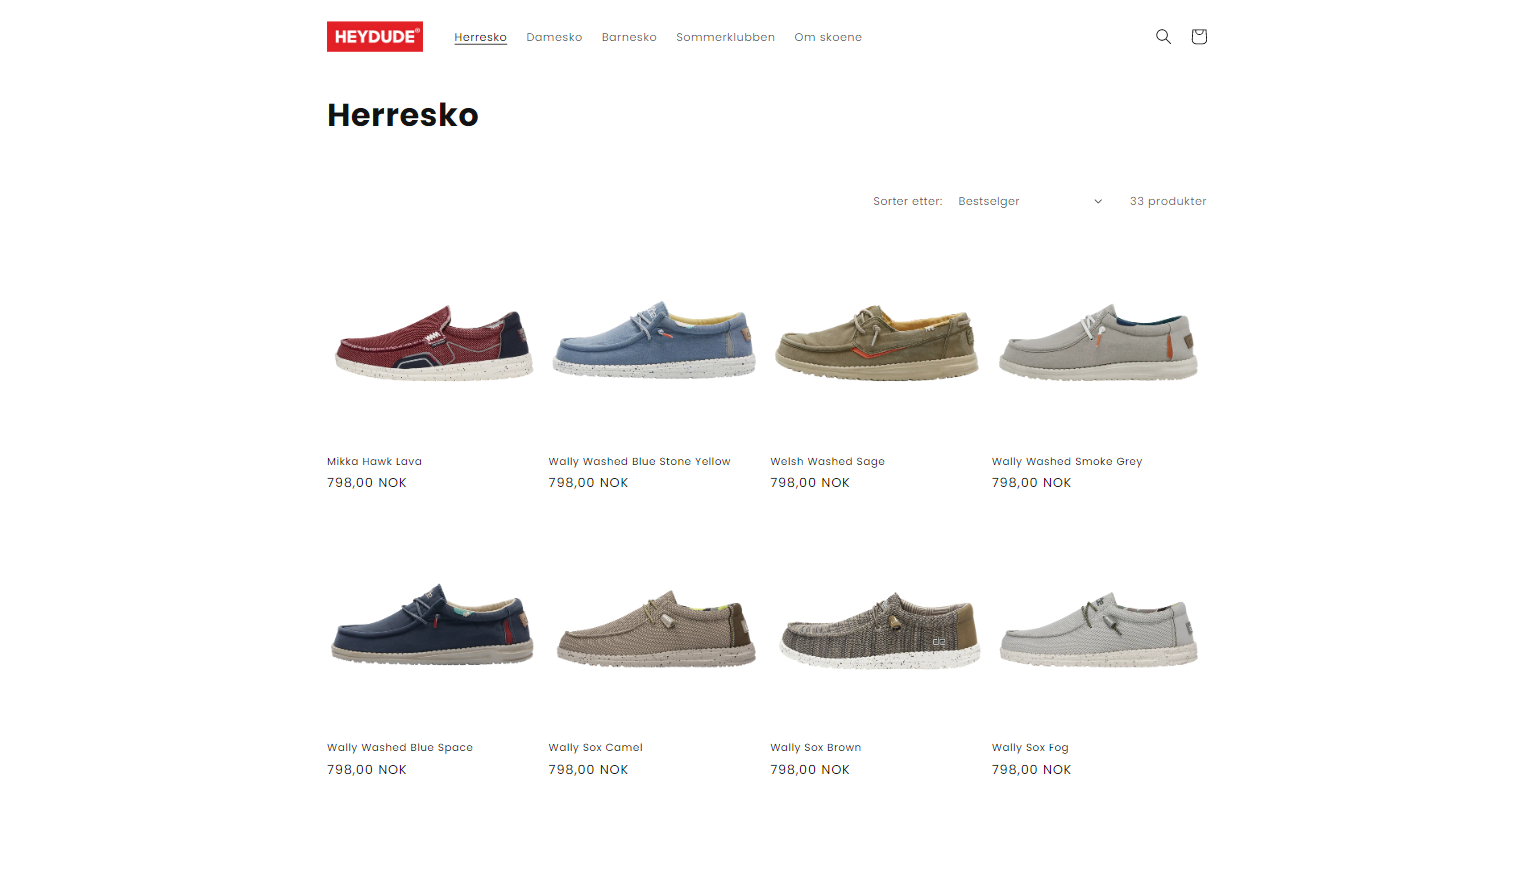 HEYDUDE®
Herresko Damesko Barnesko Sommerklubben Om skoene
Herresko
Sorter etter: Bestselger 33 produkter
Mikka Hawk Lava Wally Washed Blue Stone Yellow Welsh Washed Sage Wally Washed Smoke Grey
798,00 NOK 798,00 NOK 798,00 NOK 798,00 NOK
Wally Washed Blue Space Wally Sox Camel Wally Sox Brown Wally Sox Fog
798,00 NOK 798,00 NOK 798,00 NOK 798,00 NOK